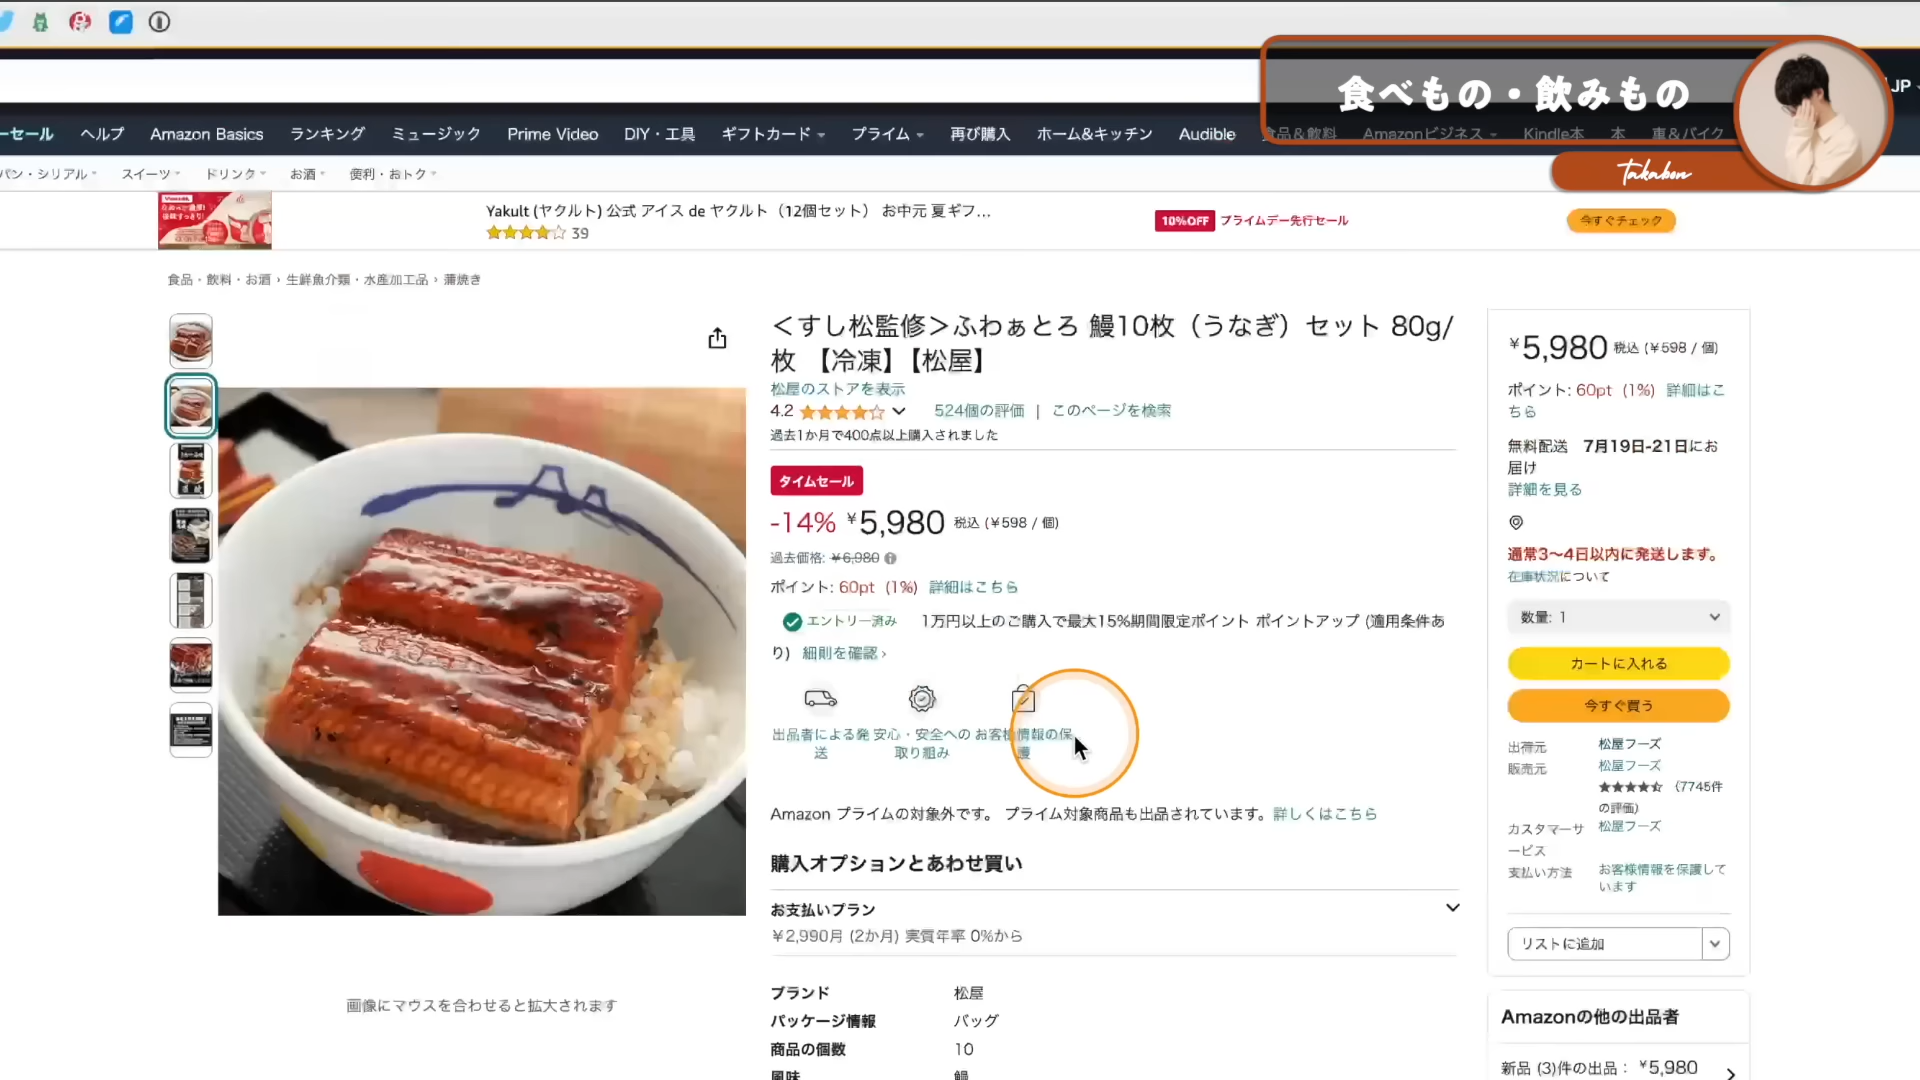 食べもの・飲みもの
Takabon
JP
ーセール ヘルプ Amazon Basics ランキング ミュージック Prime Video DIY・工具 ギフトカード プライム 再び購入 ホーム&キッチン Audible 食品&飲料 Amazonビジネス Kindle本 本 車&バイク
パン・シリアル スイーツ ドリンク お酒 便利・おトク
Yakult (ヤクルト) 公式 アイス de ヤクルト（12個セット） お中元 夏ギフ…
39
10%OFF プライムデー先行セール
今すぐチェック
食品・飲料・お酒 › 生鮮魚介類・水産加工品 › 蒲焼き
＜すし松監修＞ふわぁとろ 鰻10枚（うなぎ）セット 80g/
枚 【冷凍】【松屋】
松屋のストアを表示
4.2 524個の評価 | このページを検索
過去1か月で400点以上購入されました
タイムセール
-14% ¥5,980 税込 (¥598 / 個)
過去価格: ¥6,980
ポイント: 60pt (1%) 詳細はこちら
エントリー済み 1万円以上のご購入で最大15%期間限定ポイント ポイントアップ (適用条件あ
り) 細則を確認 ›
出品者による発
送
安心・安全への
取り組み
お客様情報の保
護
Amazon プライムの対象外です。 プライム対象商品も出品されています。詳しくはこちら
購入オプションとあわせ買い
お支払いプラン
¥2,990月 (2か月) 実質年率 0%から
ブランド 松屋
パッケージ情報 バッグ
商品の個数 10
風味 鰻
画像にマウスを合わせると拡大されます
¥5,980 税込 (¥598 / 個)
ポイント: 60pt (1%) 詳細はこ
ちら
無料配送 7月19日-21日にお
届け
詳細を見る
通常3〜4日以内に発送します。
在庫状況について
数量: 1
カートに入れる
今すぐ買う
出荷元 松屋フーズ
販売元 松屋フーズ
(7745件
の評価)
カスタマーサ
ービス
松屋フーズ
支払い方法 お客様情報を保護して
います
リストに追加
Amazonの他の出品者
新品 (3)件の出品： ¥5,980